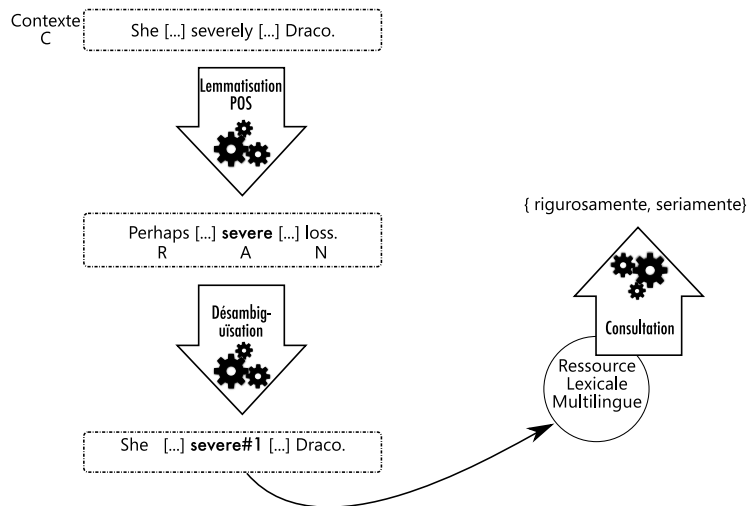 Contexte
C
She [...] severely [...] Draco.
Lemmatisation
POS
Perhaps [...] severe [...] loss.
R A N
Désambig-
uïsation
She [...] severe#1 [...] Draco.
{ rigurosamente, seriamente}
Consultation
Ressource
Lexicale
Multilingue